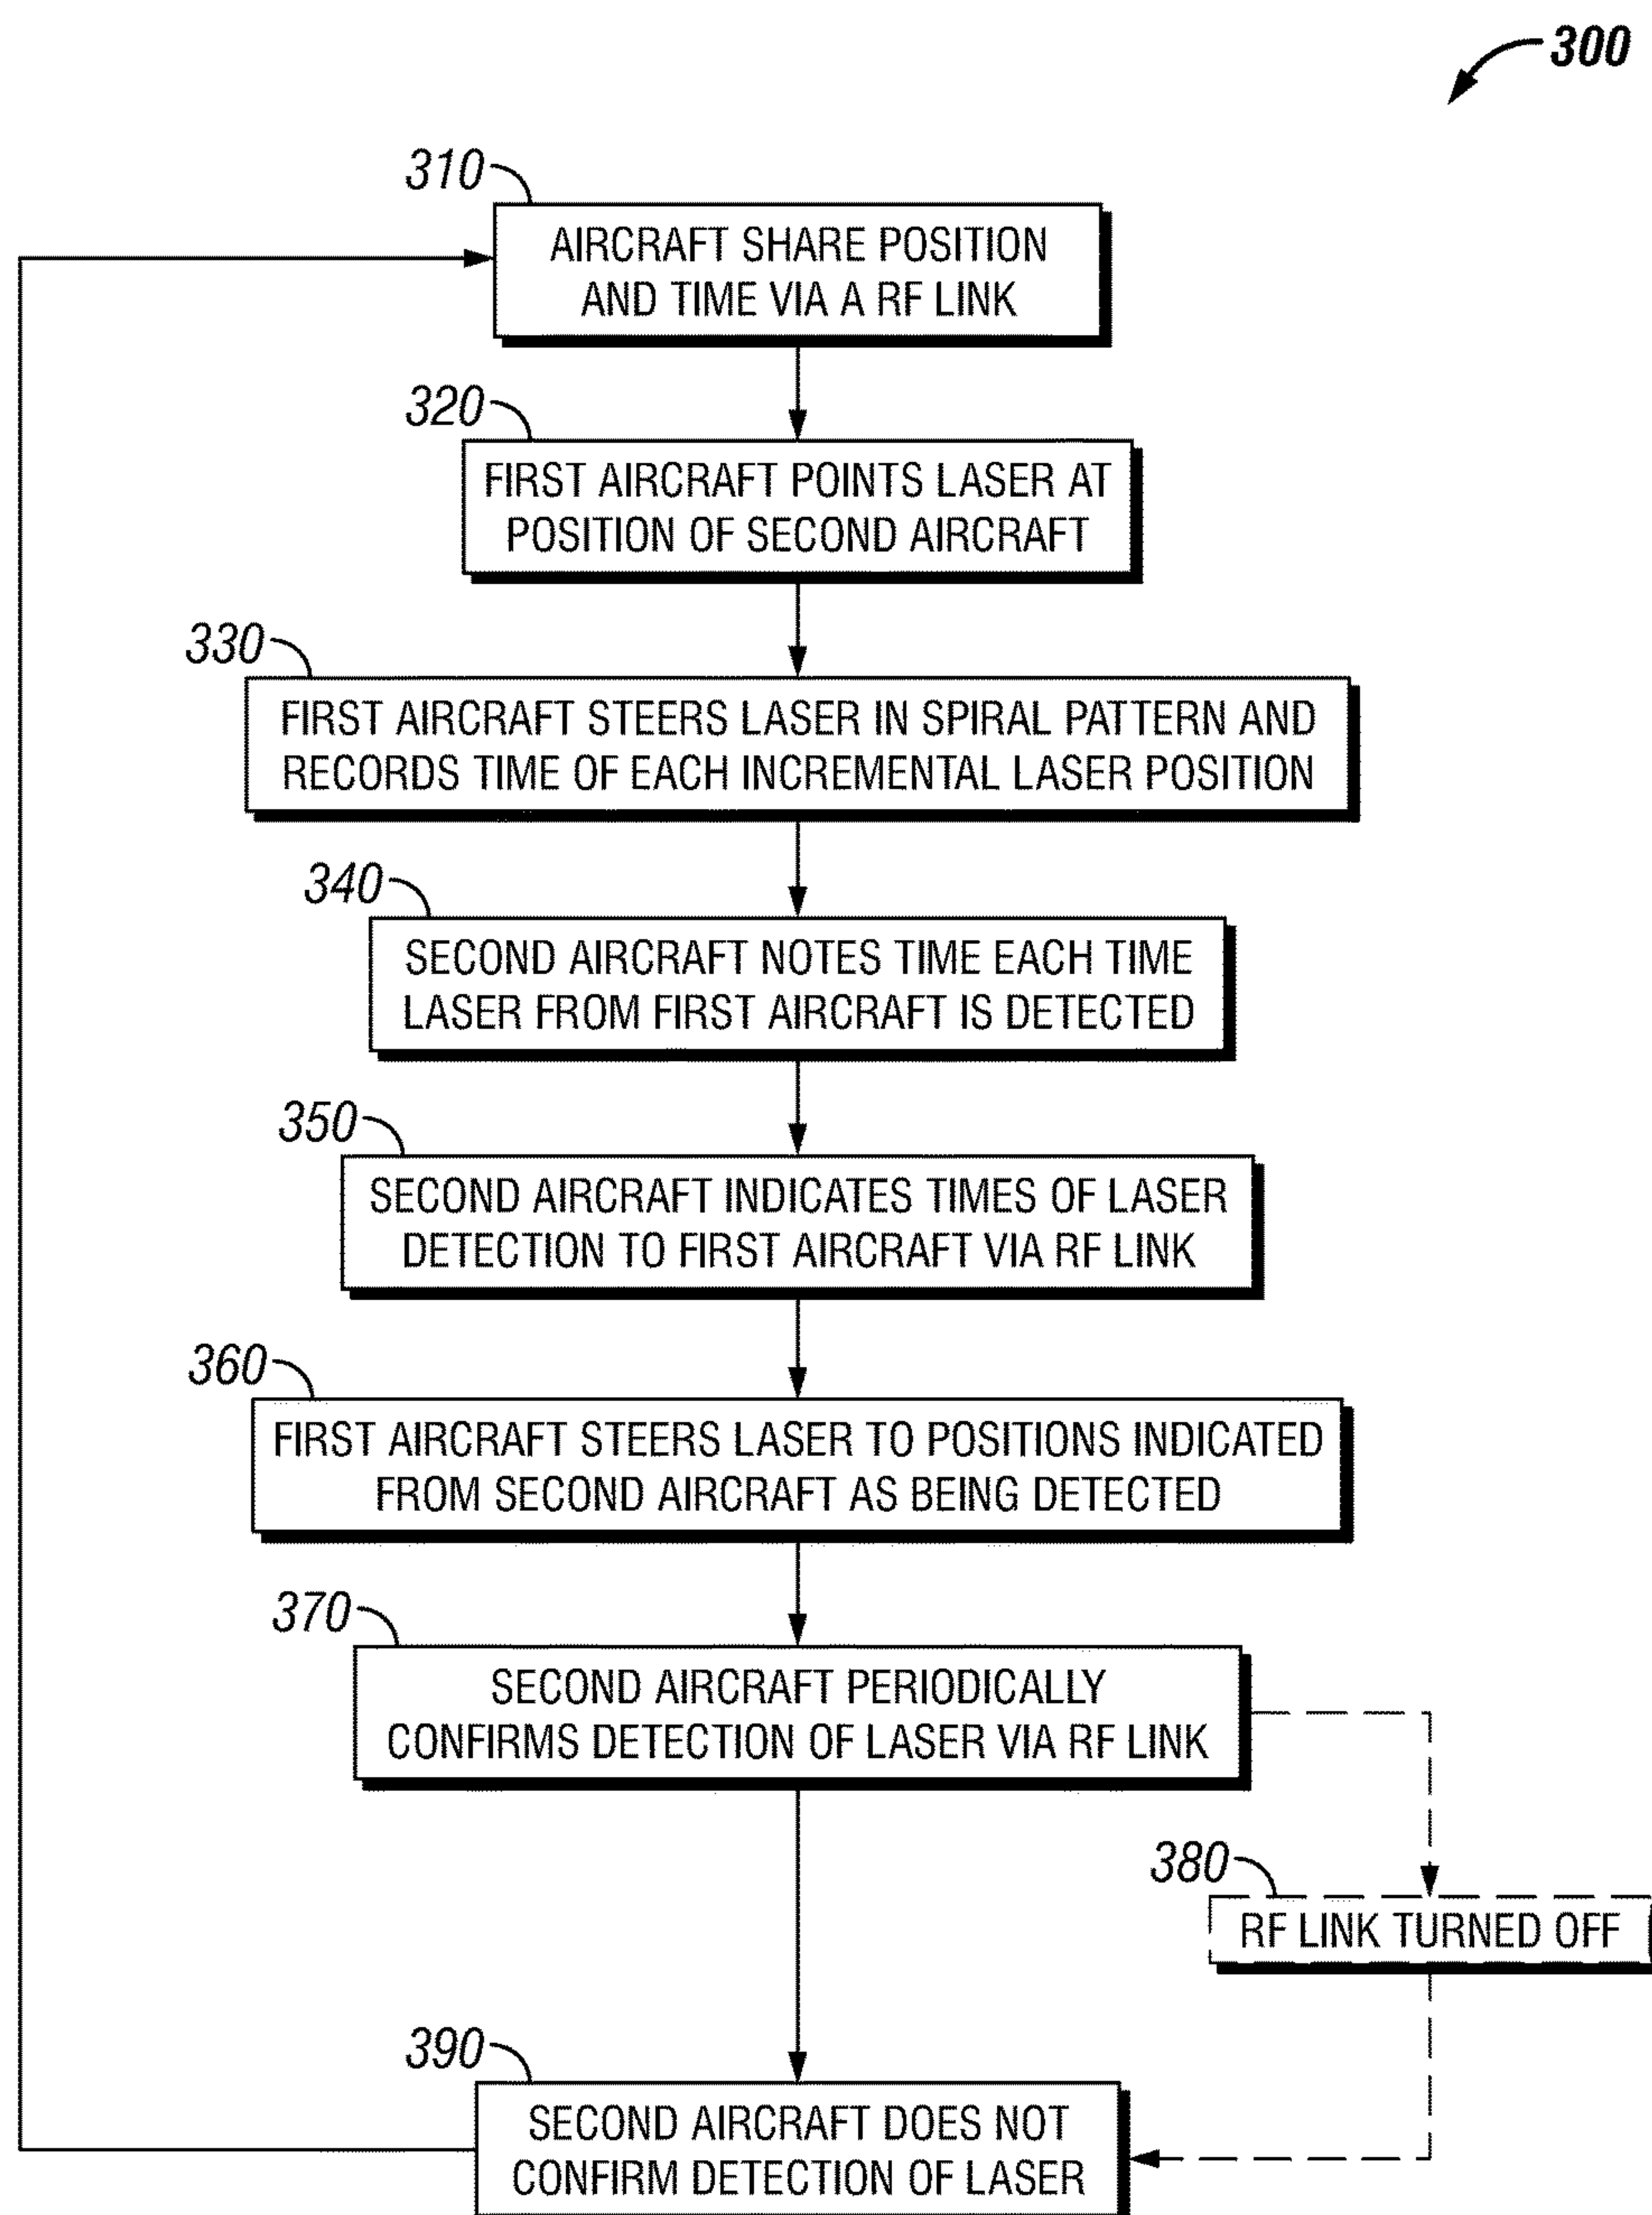 300
310
AIRCRAFT SHARE POSITION
AND TIME VIA A RF LINK
320
FIRST AIRCRAFT POINTS LASER AT
POSITION OF SECOND AIRCRAFT
330
FIRST AIRCRAFT STEERS LASER IN SPIRAL PATTERN AND
RECORDS TIME OF EACH INCREMENTAL LASER POSITION
340
SECOND AIRCRAFT NOTES TIME EACH TIME
LASER FROM FIRST AIRCRAFT IS DETECTED
350
SECOND AIRCRAFT INDICATES TIMES OF LASER
DETECTION TO FIRST AIRCRAFT VIA RF LINK
360
FIRST AIRCRAFT STEERS LASER TO POSITIONS INDICATED
FROM SECOND AIRCRAFT AS BEING DETECTED
370
SECOND AIRCRAFT PERIODICALLY
CONFIRMS DETECTION OF LASER VIA RF LINK
380
RF LINK TURNED OFF
390
SECOND AIRCRAFT DOES NOT
CONFIRM DETECTION OF LASER